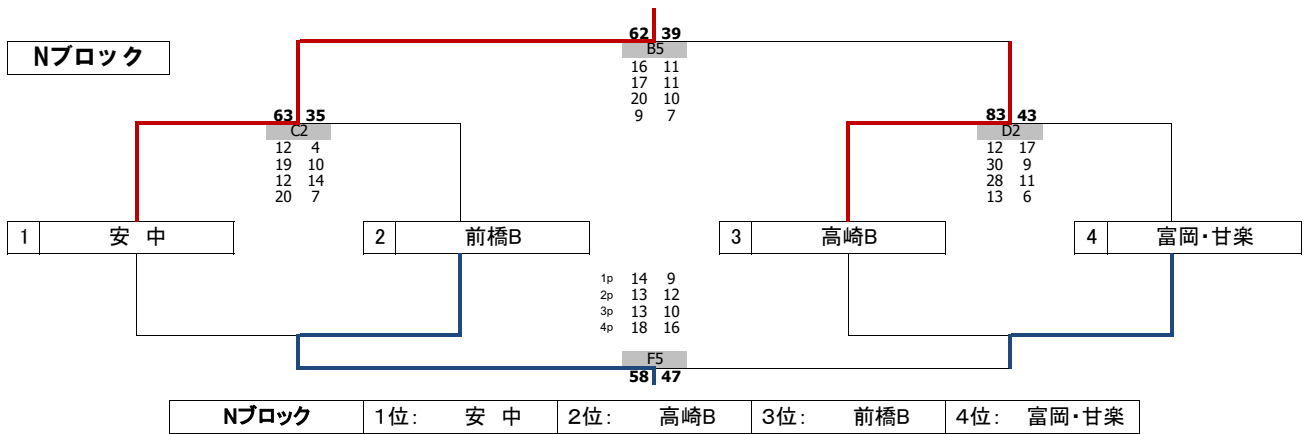 62 39
Nブロック
B5
16 11
17 11
20 10
9 7
63 35
C2
12 4
19 10
12 14
20 7
83 43
D2
12 17
30 9
28 11
13 6
1 安 中
2 前橋B
3 高崎B
4 富岡・甘楽
1p 14 9
2p 13 12
3p 13 10
4p 18 16
F5
58 47
Nブロック 1位: 安 中 2位: 高崎B 3位: 前橋B 4位: 富岡・甘楽